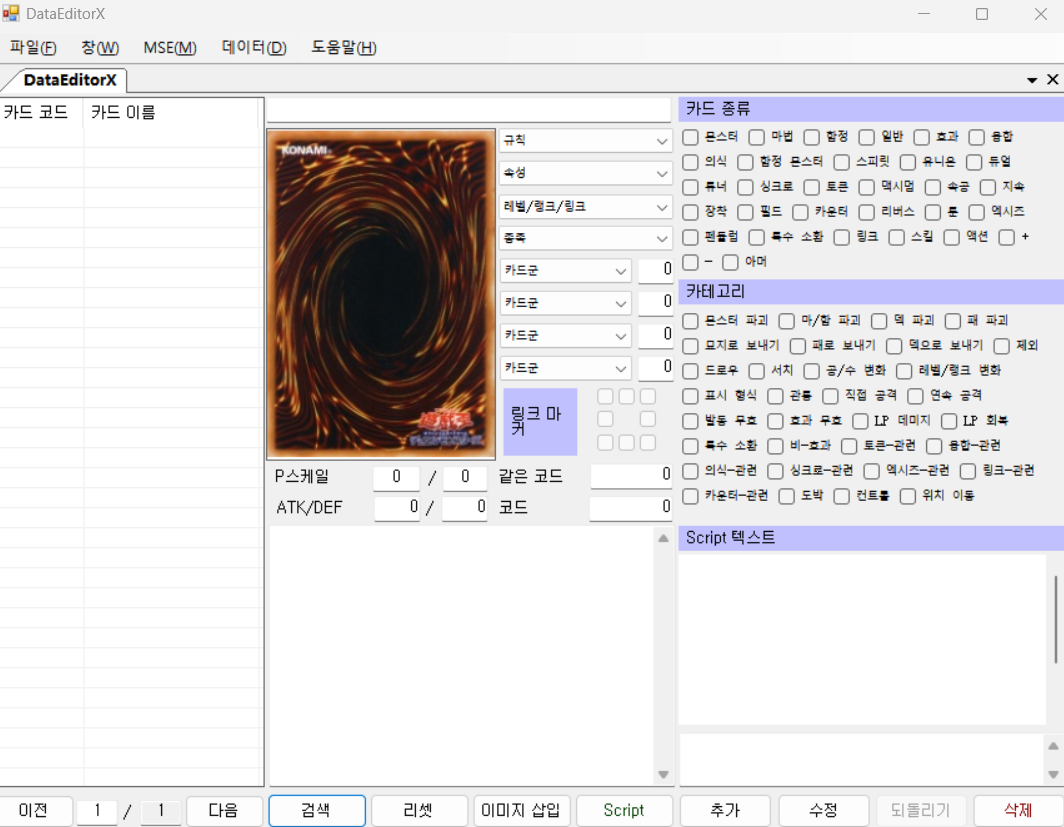 DataEditorX
파일(F) 창(W) MSE(M) 데이터(D) 도움말(H)
DataEditorX
카드 코드 카드 이름
KONAMI
규칙
속성
레벨/랭크/링크
종족
카드군 0
카드군 0
카드군 0
카드군 0
링크 마
커
P스케일 0 / 0 같은 코드 0
ATK/DEF 0 / 0 코드 0
카드 종류
몬스터 마법 함정 일반 효과 융합
의식 함정 몬스터 스피릿 유니온 듀얼
튜너 싱크로 토큰 맥시멈 속공 지속
장착 필드 카운터 리버스 툰 엑시즈
펜듈럼 특수 소환 링크 스킬 액션 +
- 아머
카테고리
몬스터 파괴 마/함 파괴 덱 파괴 패 파괴
묘지로 보내기 패로 보내기 덱으로 보내기 제외
드로우 서치 공/수 변화 레벨/랭크 변화
표시 형식 관통 직접 공격 연속 공격
발동 무효 효과 무효 LP 데미지 LP 회복
특수 소환 비-효과 토큰-관련 융합-관련
의식-관련 싱크로-관련 엑시즈-관련 링크-관련
카운터-관련 도박 컨트롤 위치 이동
Script 텍스트
이전 1 / 1 다음 검색 리셋 이미지 삽입 Script 추가 수정 되돌리기 삭제